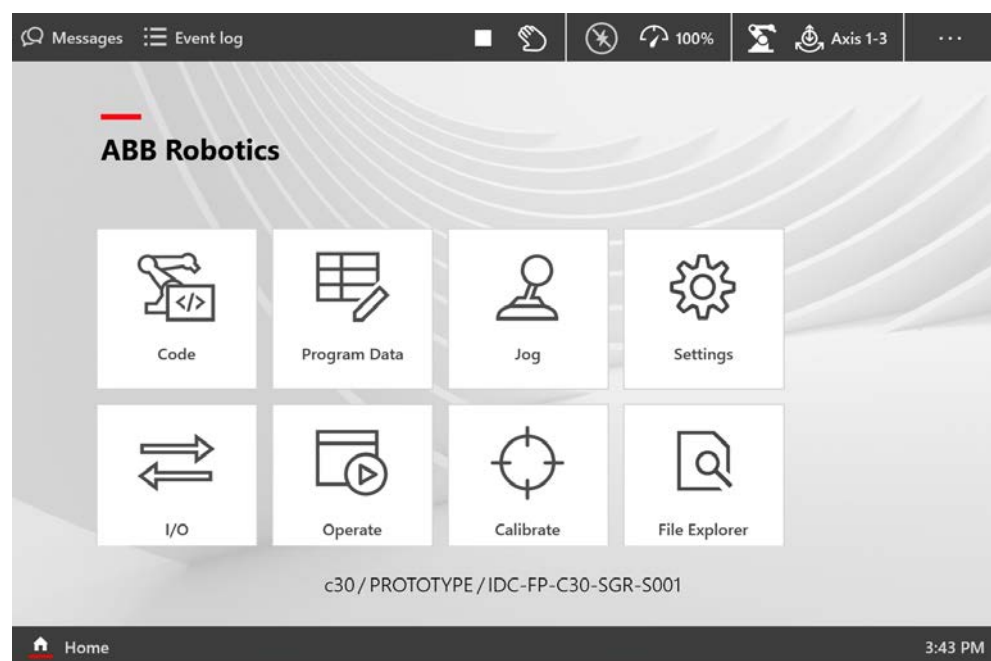 Messages Event log 100% Axis 1-3 ...
ABB Robotics
</>
Code Program Data Jog Settings
I/O Operate Calibrate File Explorer
c30 / PROTOTYPE / IDC-FP-C30-SGR-S001
Home 3:43 PM